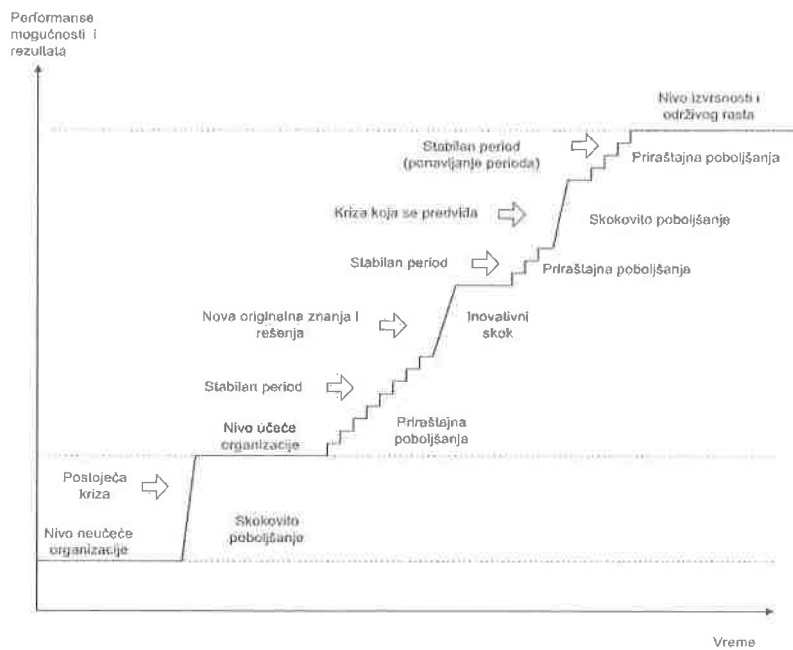 Performanse
mogućnosti i
rezultata
Nivo izvrsnosti i
održivog rasta
Stabilan period
(ponavljanje perioda)
Priraštajna poboljšanja
Kriza koja se predviđa
Skokovito poboljšanje
Stabilan period
Priraštajna poboljšanja
Nova originalna znanja i
rešenja
Inovativni
skok
Stabilan period
Priraštajna
poboljšanja
Nivo učeće
organizacije
Postojeća
kriza
Skokovito
poboljšanje
Nivo neučeće
organizacije
Vreme